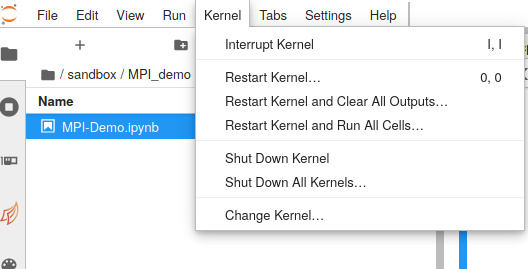 File Edit View Run Kernel Tabs Settings Help
Interrupt Kernel I, I
/ sandbox / MPI_demo
Restart Kernel… 0, 0
Name
Restart Kernel and Clear All Outputs…
MPI-Demo.ipynb
Restart Kernel and Run All Cells…
Shut Down Kernel
Shut Down All Kernels…
Change Kernel…